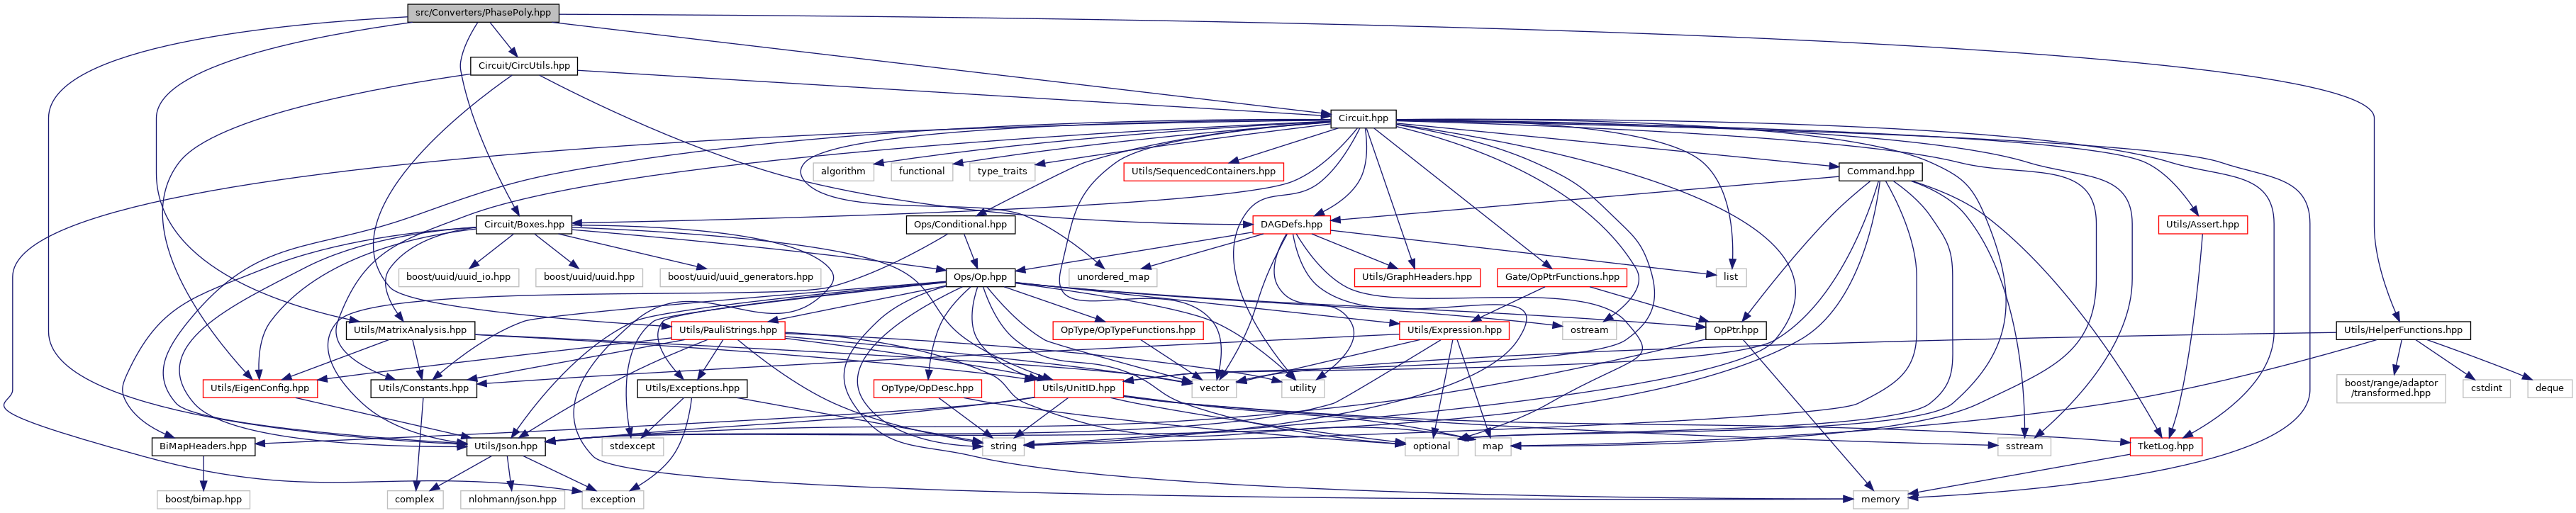 src/Converters/PhasePoly.hpp
Circuit/CircUtils.hpp
Circuit.hpp
algorithm
functional
type_traits
Utils/SequencedContainers.hpp
Command.hpp
Circuit/Boxes.hpp
Ops/Conditional.hpp
DAGDefs.hpp
Utils/Assert.hpp
boost/uuid/uuid_io.hpp
boost/uuid/uuid.hpp
boost/uuid/uuid_generators.hpp
Ops/Op.hpp
unordered_map
Utils/GraphHeaders.hpp
Gate/OpPtrFunctions.hpp
list
Utils/MatrixAnalysis.hpp
Utils/PauliStrings.hpp
OpType/OpTypeFunctions.hpp
Utils/Expression.hpp
ostream
OpPtr.hpp
Utils/HelperFunctions.hpp
Utils/EigenConfig.hpp
Utils/Constants.hpp
Utils/Exceptions.hpp
OpType/OpDesc.hpp
Utils/UnitID.hpp
vector
utility
boost/range/adaptor
/transformed.hpp
cstdint
deque
BiMapHeaders.hpp
Utils/Json.hpp
stdexcept
string
optional
map
sstream
TketLog.hpp
boost/bimap.hpp
complex
nlohmann/json.hpp
exception
memory